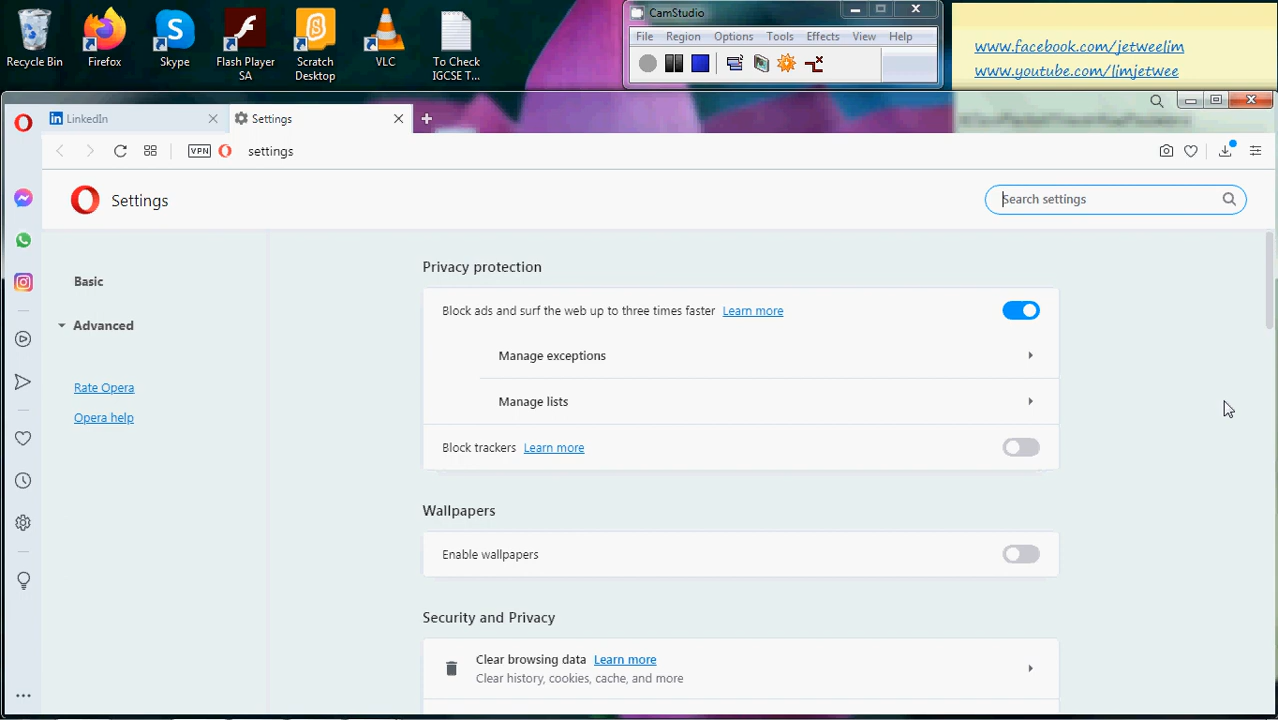 Recycle Bin
Firefox
Skype
Flash Player SA
Scratch Desktop
VLC
To Check IGCSE T...
CamStudio
File Region Options Tools Effects View Help
www.facebook.com/jetweelim
www.youtube.com/limjetwee
LinkedIn
Settings
VPN
settings
Settings
Search settings
Basic
Advanced
Rate Opera
Opera help
Privacy protection
Block ads and surf the web up to three times faster Learn more
Manage exceptions
Manage lists
Block trackers Learn more
Wallpapers
Enable wallpapers
Security and Privacy
Clear browsing data Learn more
Clear history, cookies, cache, and more